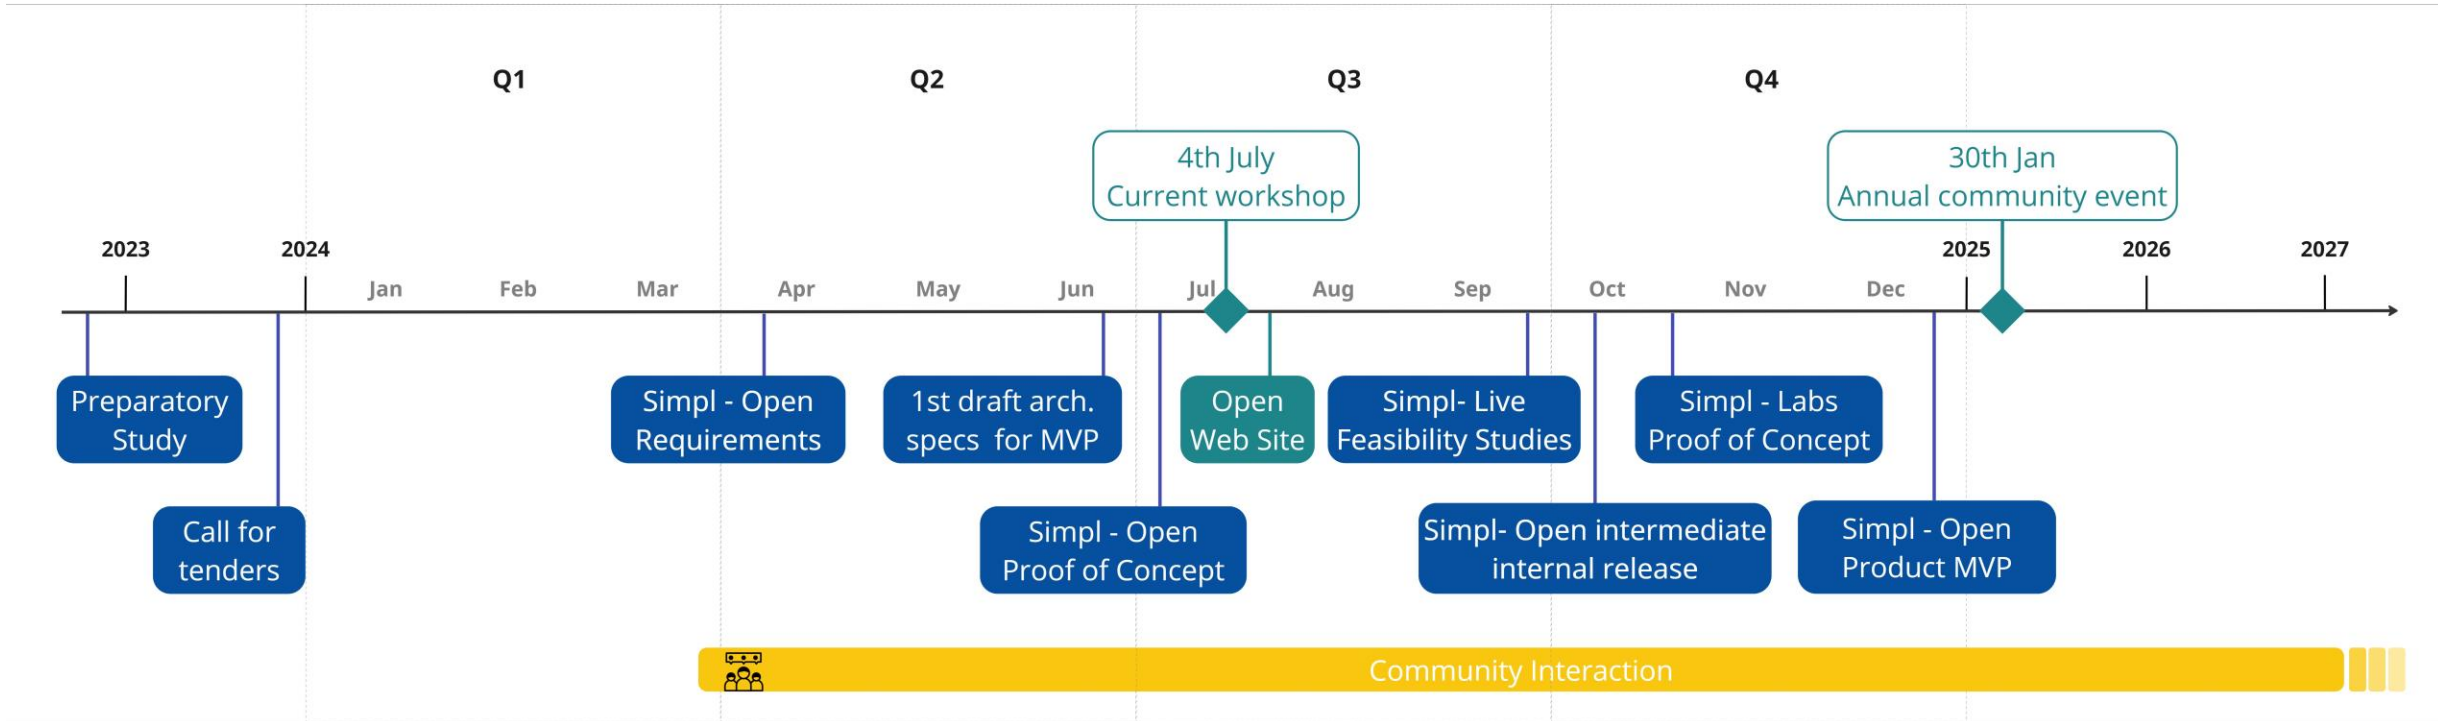 Q1
Q2
Q3
Q4
4th July
Current workshop
30th Jan
Annual community event
2023
2024
2025
2026
2027
Jan
Feb
Mar
Apr
May
Jun
Jul
Aug
Sep
Oct
Nov
Dec
Preparatory
Study
Simpl - Open
Requirements
1st draft arch.
specs for MVP
Open
Web Site
Simpl- Live
Feasibility Studies
Simpl - Labs
Proof of Concept
Call for
tenders
Simpl - Open
Proof of Concept
Simpl- Open intermediate
internal release
Simpl - Open
Product MVP
Community Interaction